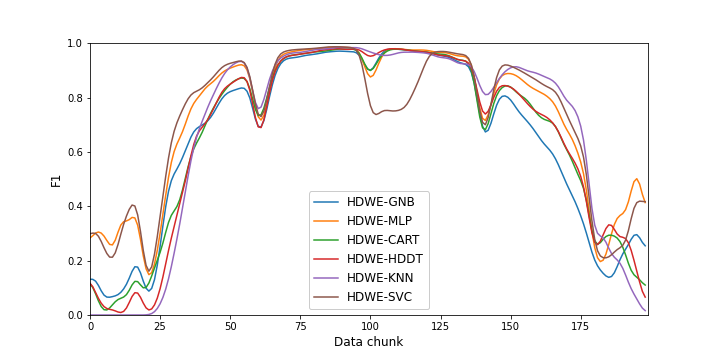 1.0
0.8
0.6
0.4
0.2
0.0
F1
HDWE-GNB
HDWE-MLP
HDWE-CART
HDWE-HDDT
HDWE-KNN
HDWE-SVC
0 25 50 75 100 125 150 175
Data chunk